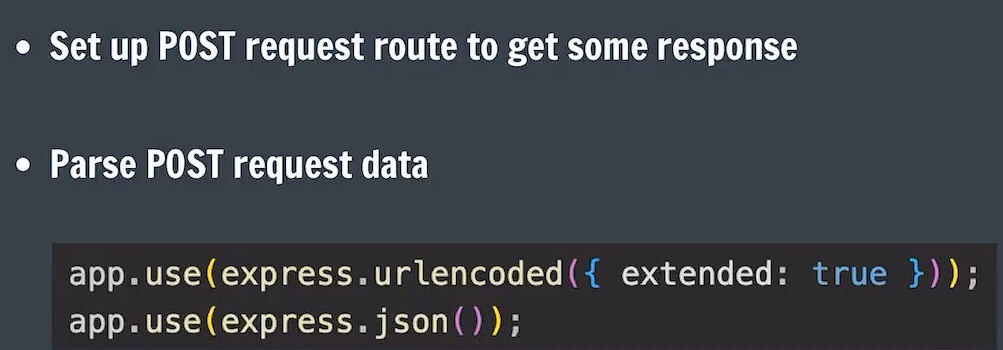 • Set up POST request route to get some response
• Parse POST request data
app.use(express.urlencoded({ extended: true }));
app.use(express.json());